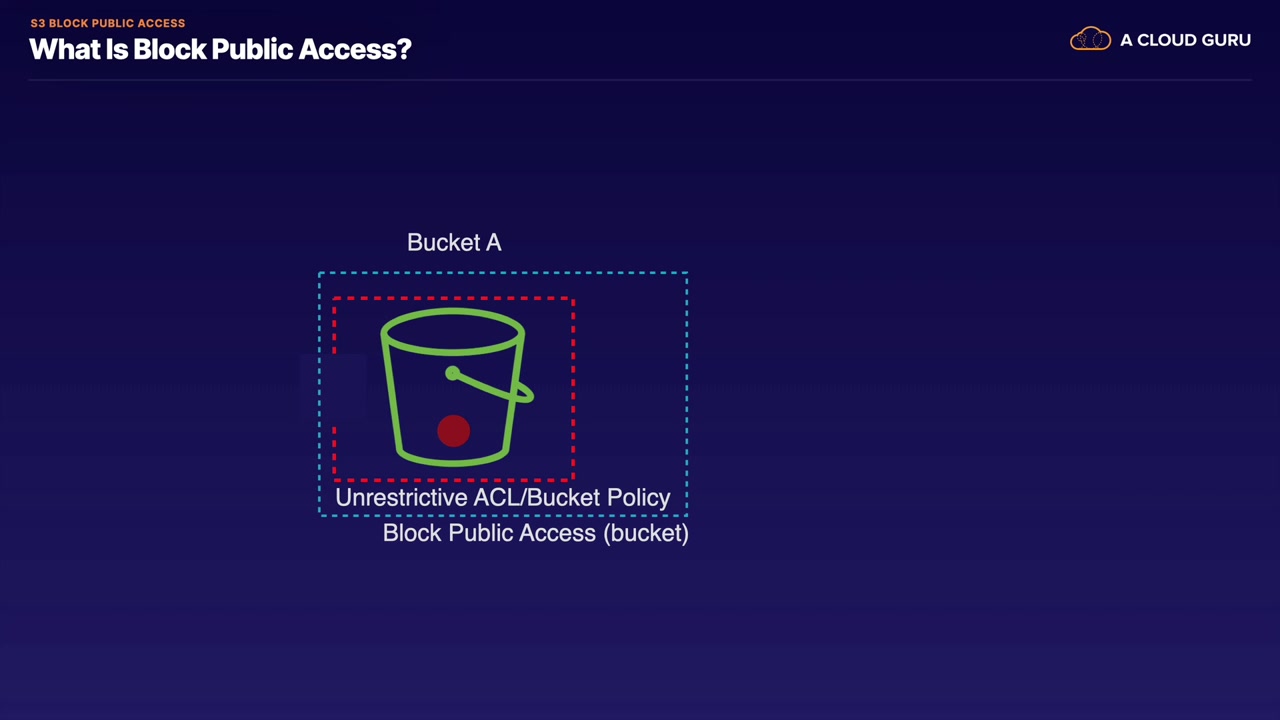 S3 BLOCK PUBLIC ACCESS
What Is Block Public Access?
A CLOUD GURU
Bucket A
Unrestrictive ACL/Bucket Policy
Block Public Access (bucket)